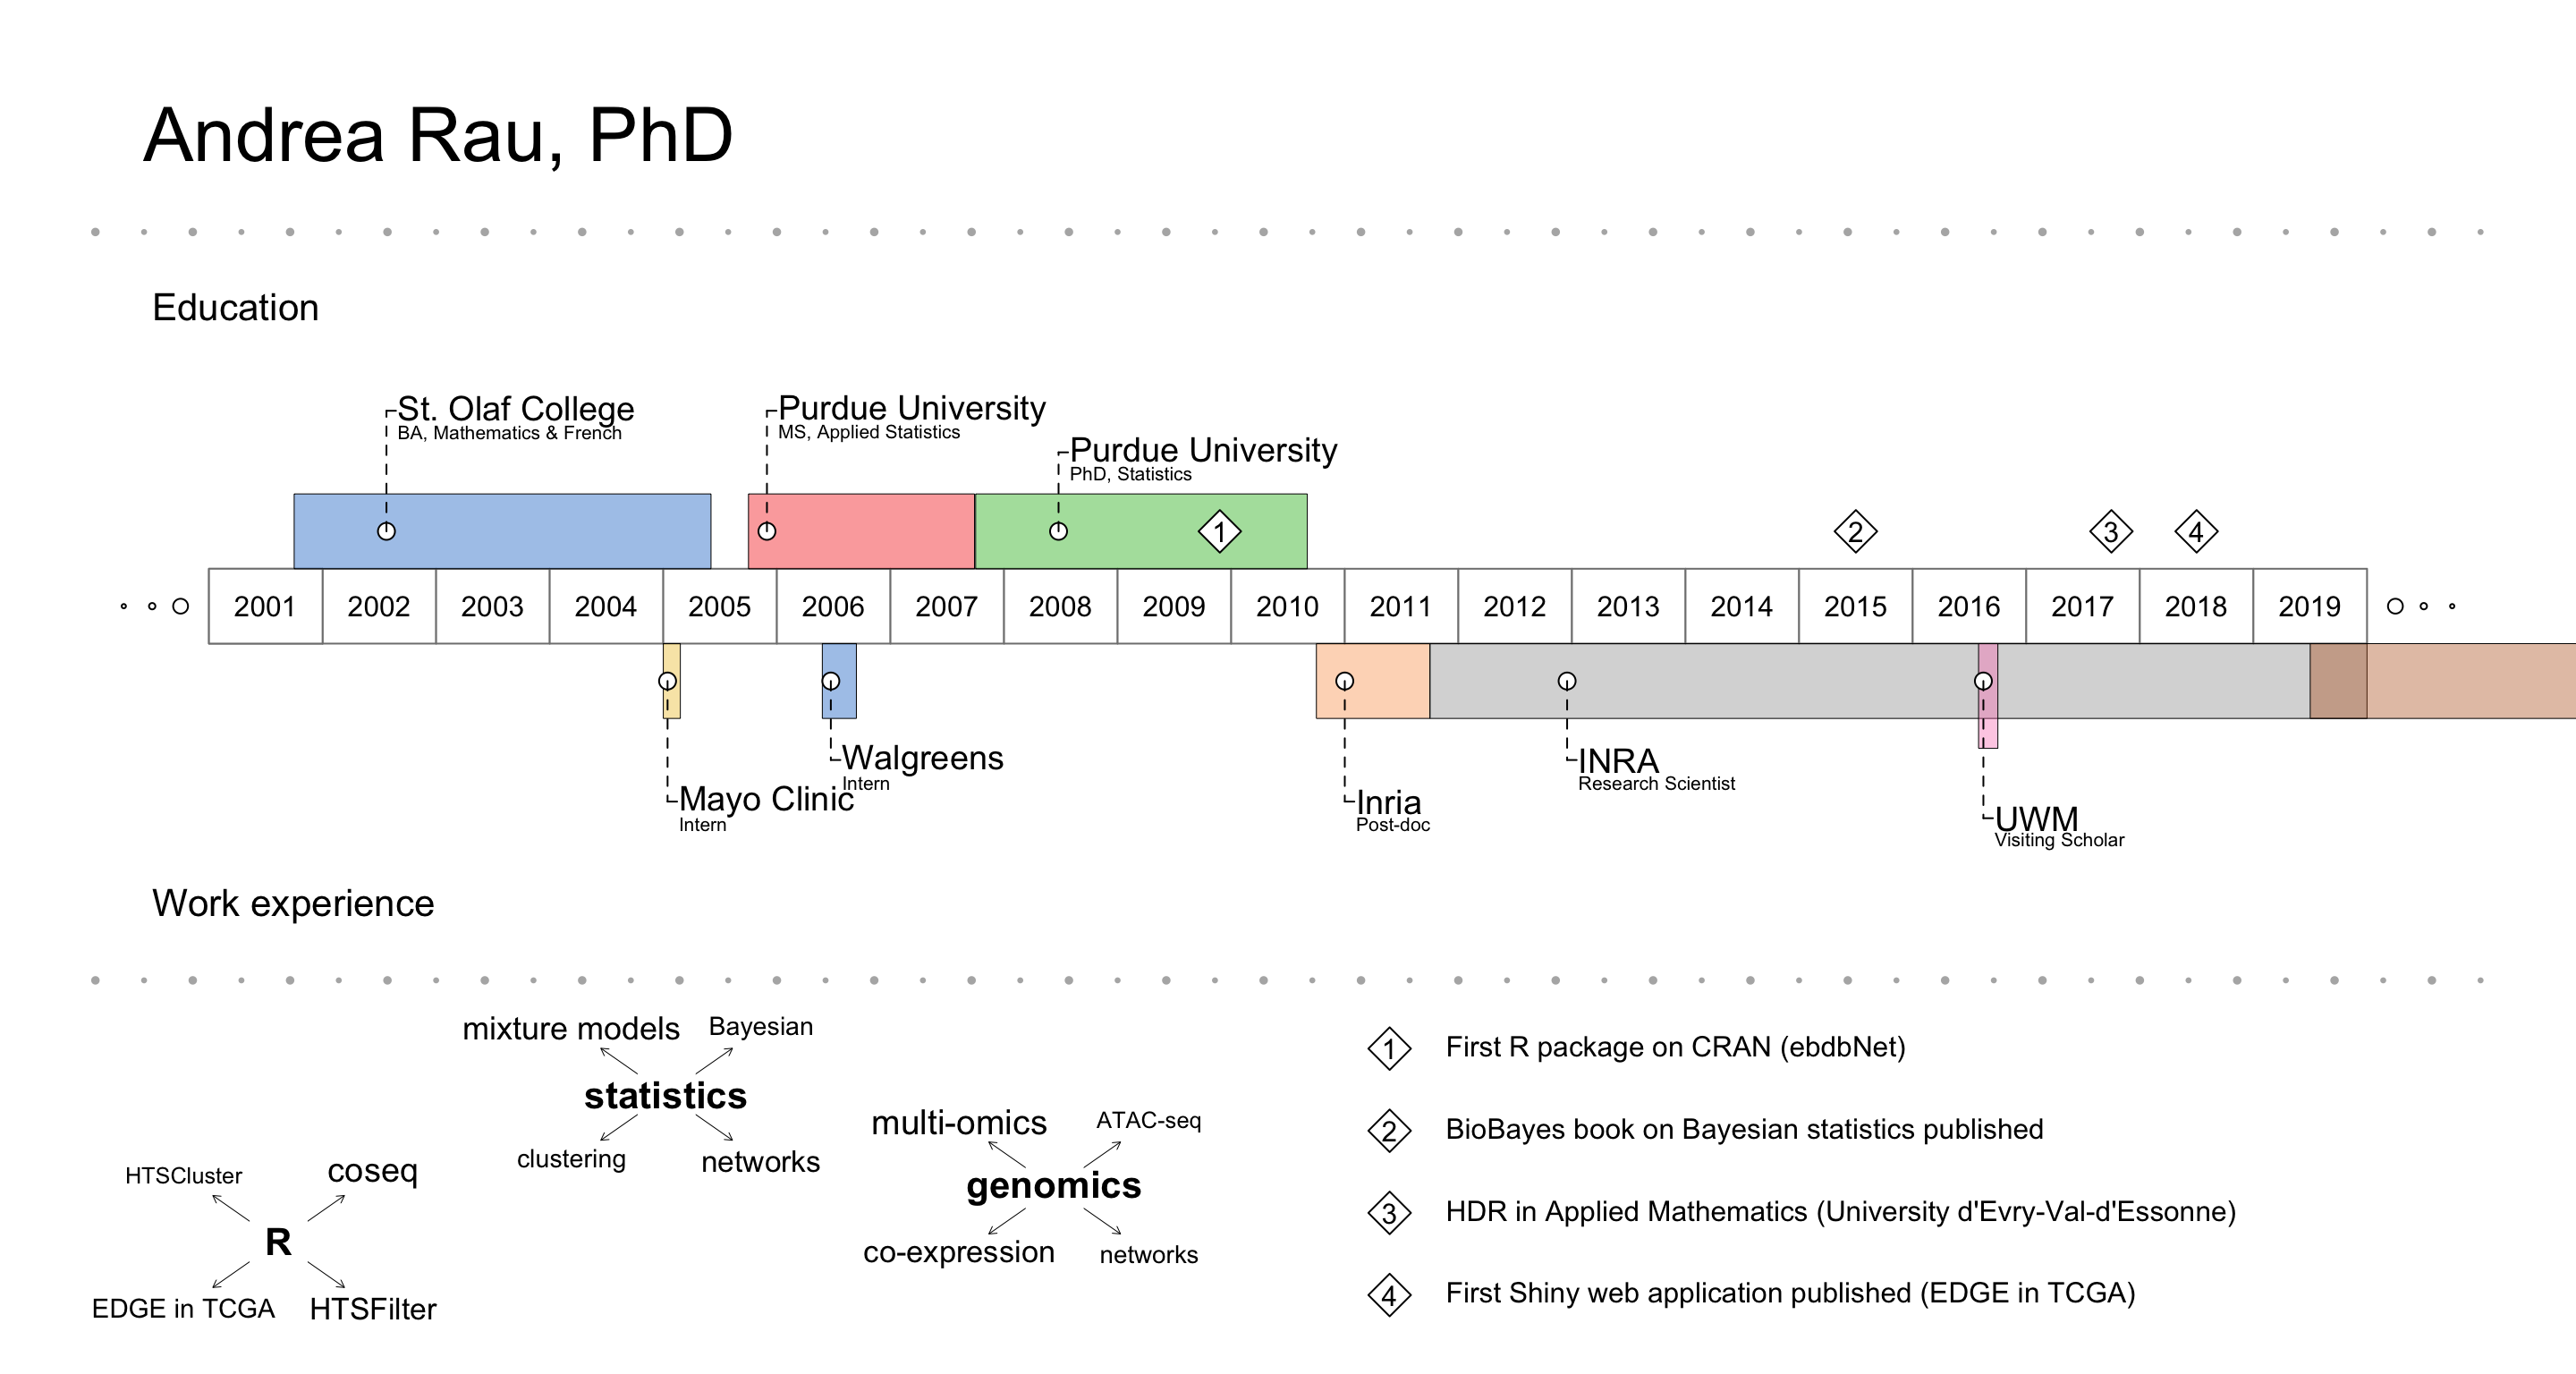 Andrea Rau, PhD
Education
St. Olaf College
BA, Mathematics & French
Purdue University
MS, Applied Statistics
Purdue University
PhD, Statistics
1
2
3
4
2001 2002 2003 2004 2005 2006 2007 2008 2009 2010 2011 2012 2013 2014 2015 2016 2017 2018 2019
Walgreens
Intern
Mayo Clinic
Intern
Inria
Post-doc
INRA
Research Scientist
UWM
Visiting Scholar
Work experience
mixture models Bayesian
statistics
clustering networks
multi-omics ATAC-seq
genomics
co-expression networks
HTSCluster coseq
R
EDGE in TCGA HTSFilter
1 First R package on CRAN (ebdbNet)
2 BioBayes book on Bayesian statistics published
3 HDR in Applied Mathematics (University d'Evry-Val-d'Essonne)
4 First Shiny web application published (EDGE in TCGA)